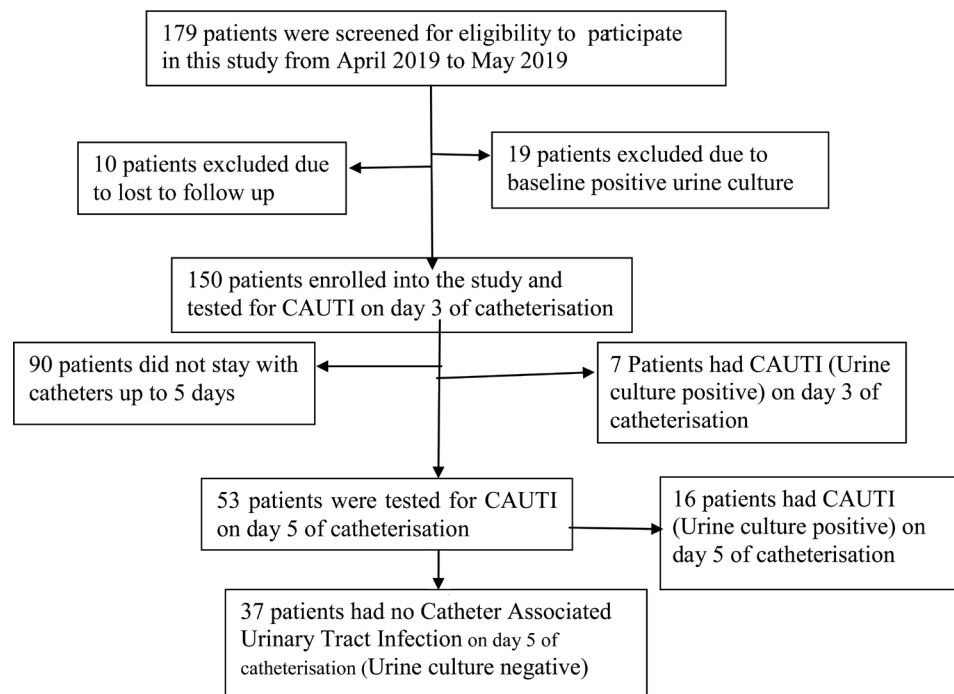 179 patients were screened for eligibility to participate
in this study from April 2019 to May 2019
10 patients excluded due
to lost to follow up
19 patients excluded due to
baseline positive urine culture
150 patients enrolled into the study and
tested for CAUTI on day 3 of catheterisation
90 patients did not stay with
catheters up to 5 days
7 Patients had CAUTI (Urine
culture positive) on day 3 of
catheterisation
53 patients were tested for CAUTI
on day 5 of catheterisation
16 patients had CAUTI
(Urine culture positive) on
day 5 of catheterisation
37 patients had no Catheter Associated
Urinary Tract Infection on day 5 of
catheterisation (Urine culture negative)